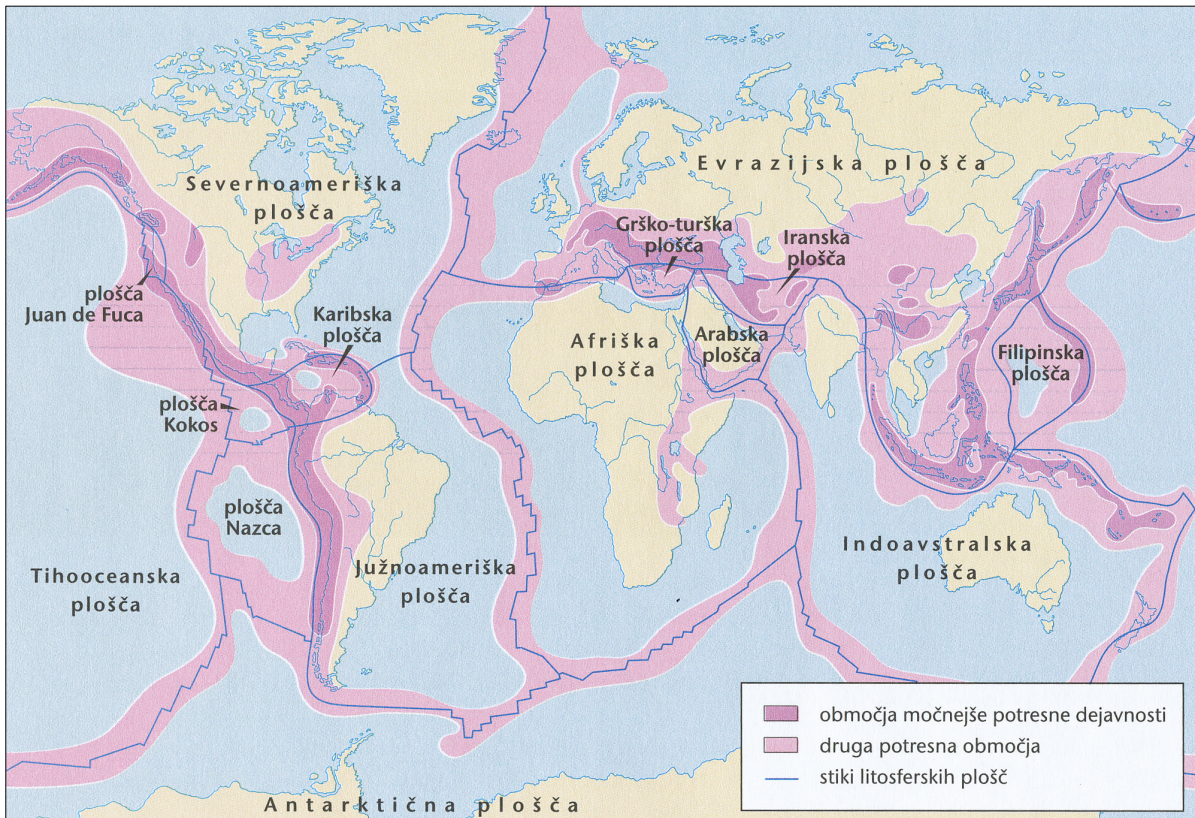 Severnoameriška
plošča
Evrazijska plošča
Grško-turška
plošča
Iranska
plošča
plošča
Juan de Fuca
Karibska
plošča
Afriška
plošča
Arabska
plošča
Filipinska
plošča
plošča
Kokos
plošča
Nazca
Tihooceanska
plošča
Južnoameriška
plošča
Indoavstralska
plošča
Antarktična plošča
območja močnejše potresne dejavnosti
druga potresna območja
stiki litosferskih plošč